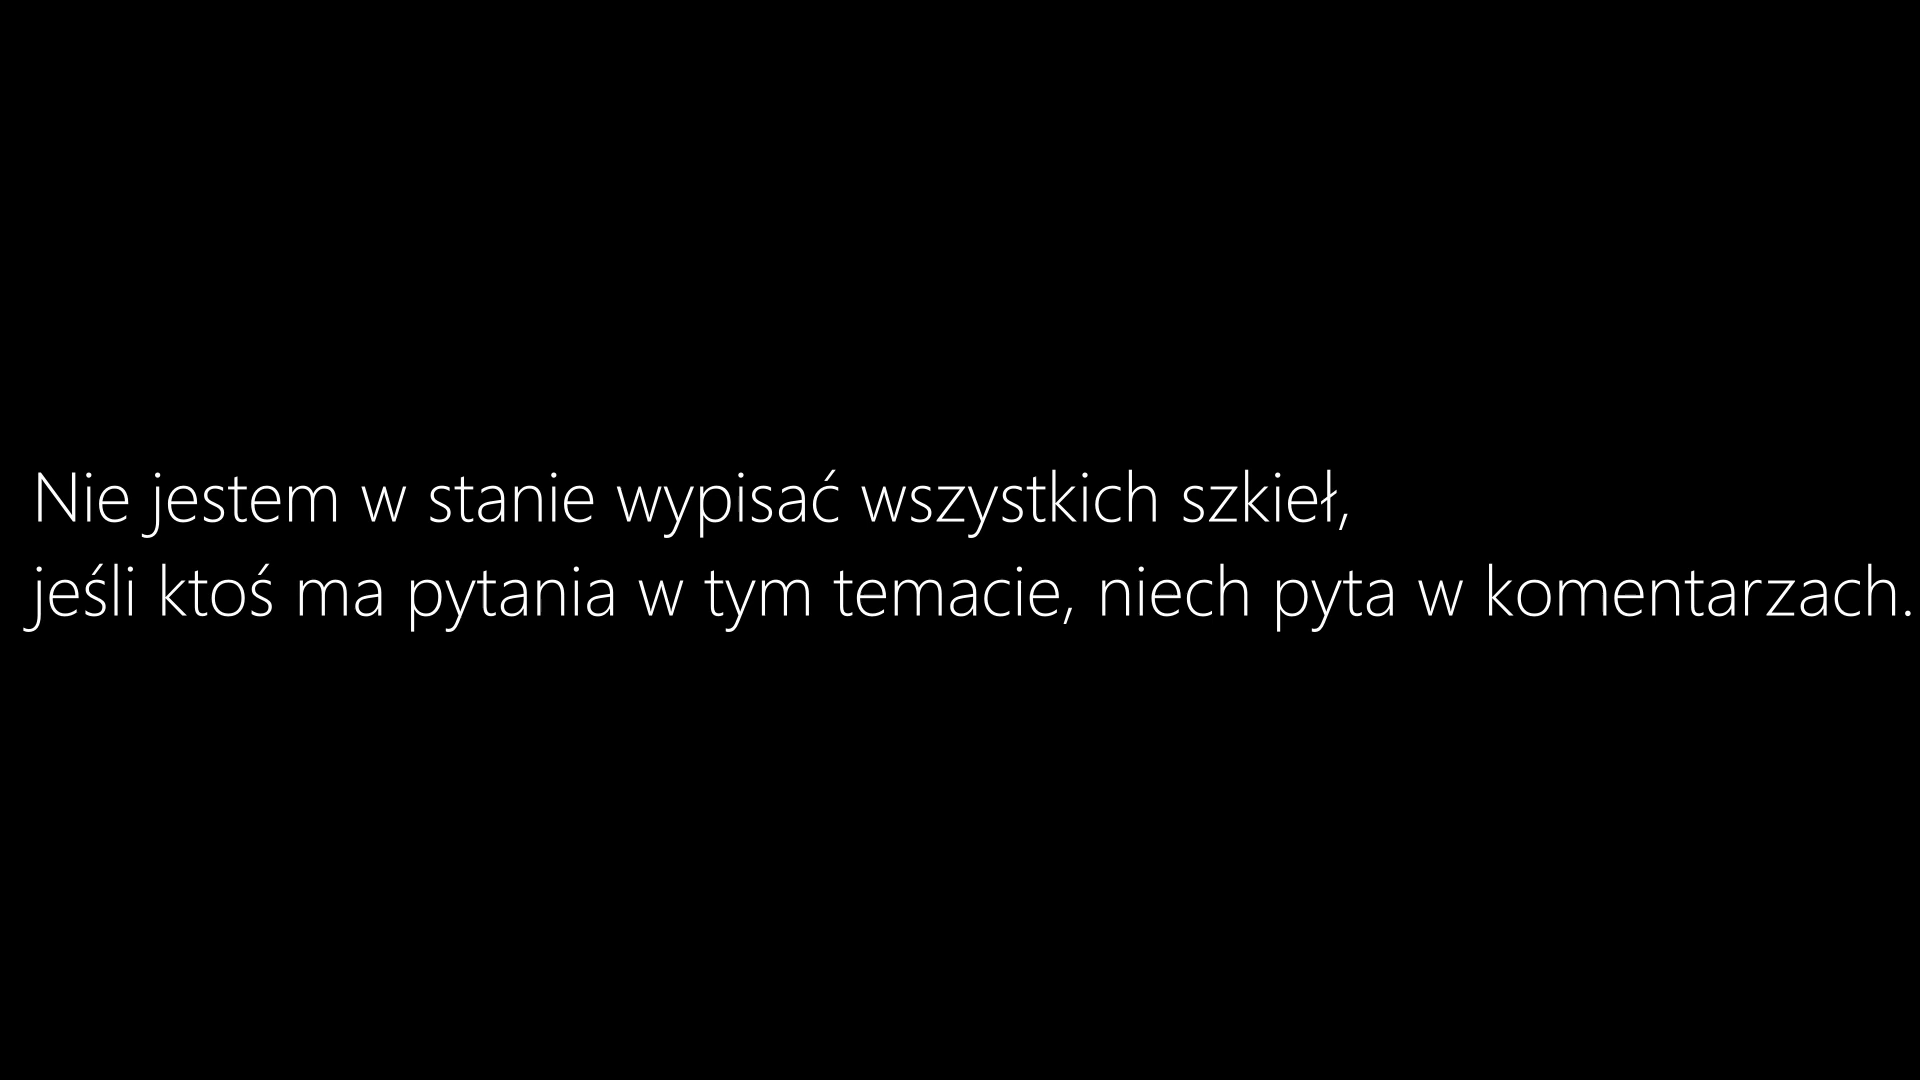 Nie jestem w stanie wypisać wszystkich szkieł,
jeśli ktoś ma pytania w tym temacie, niech pyta w komentarzach.